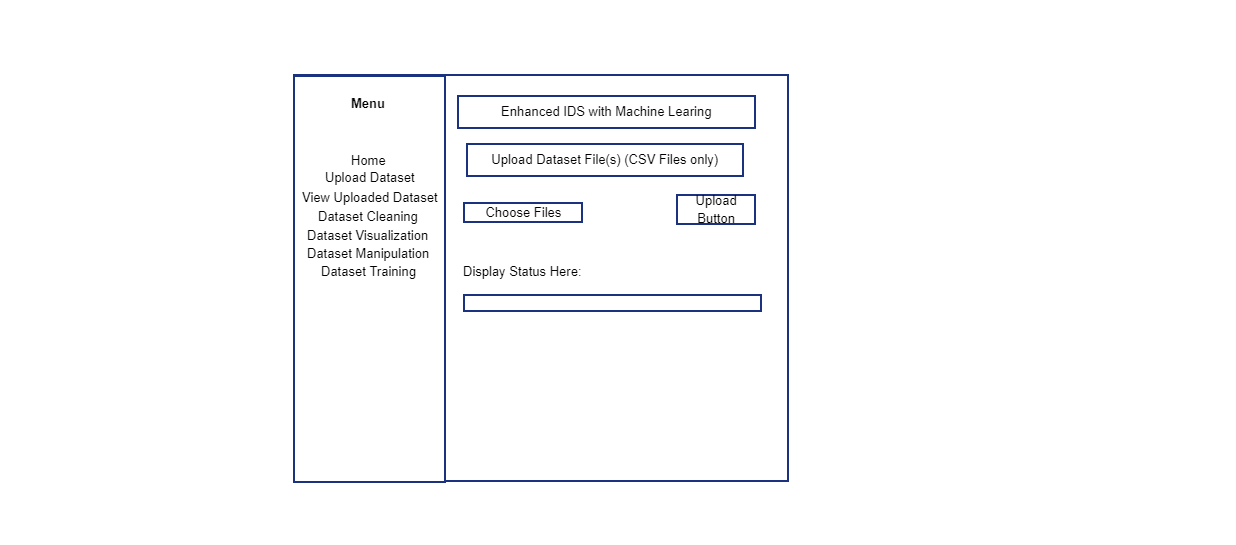 Menu
Home
Upload Dataset
View Uploaded Dataset
Dataset Cleaning
Dataset Visualization
Dataset Manipulation
Dataset Training
Enhanced IDS with Machine Learing
Upload Dataset File(s) (CSV Files only)
Choose Files
Upload
Button
Display Status Here: